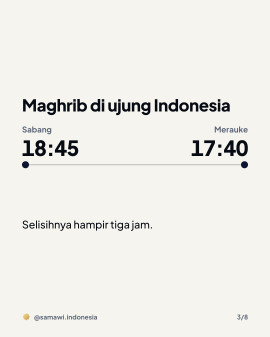 Maghrib di ujung Indonesia
Sabang Merauke
18:45 17:40
Selisihnya hampir tiga jam.
@samawi.indonesia 3/8